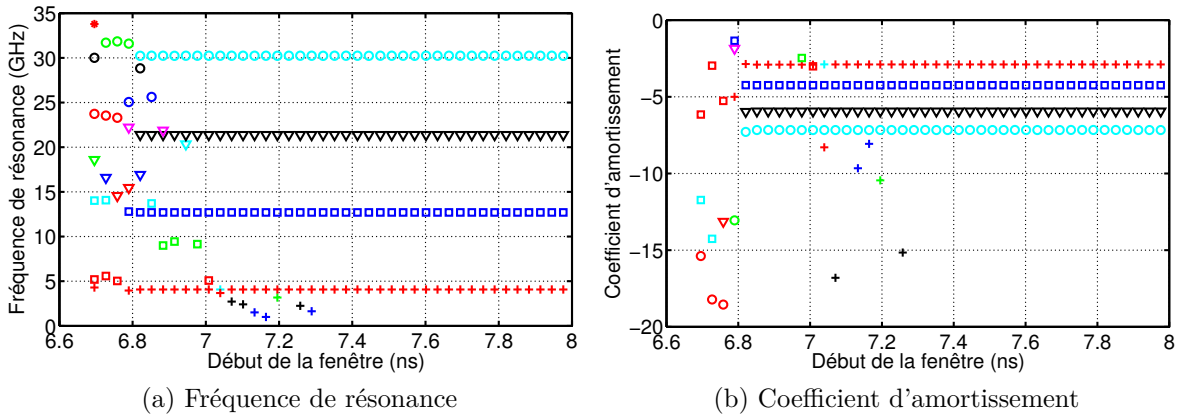 Fréquence de résonance (GHz)
35
30
25
20
15
10
5
0
6.6 6.8 7 7.2 7.4 7.6 7.8 8
Début de la fenêtre (ns)
(a) Fréquence de résonance
Coefficient d'amortissement
0
−5
−10
−15
−20
6.6 6.8 7 7.2 7.4 7.6 7.8 8
Début de la fenêtre (ns)
(b) Coefficient d'amortissement